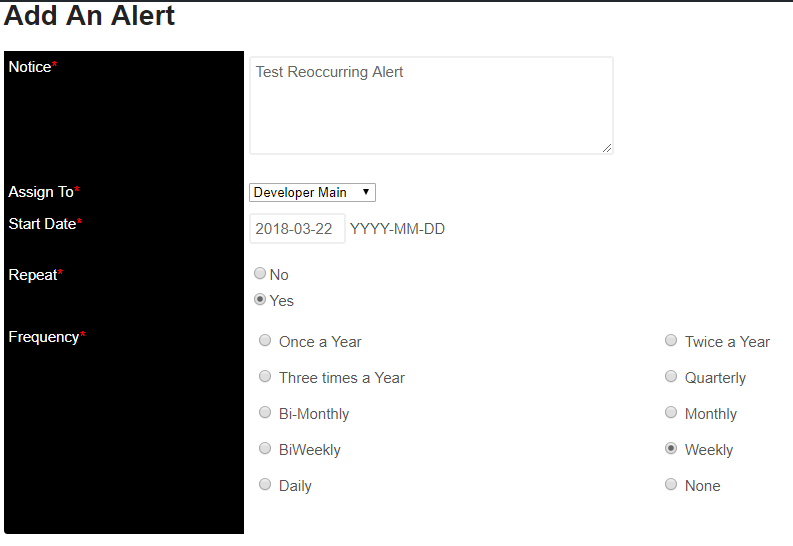 Add An Alert
Notice*
Test Reoccurring Alert
Assign To*
Developer Main
Start Date*
2018-03-22 YYYY-MM-DD
Repeat*
No
Yes
Frequency*
Once a Year
Twice a Year
Three times a Year
Quarterly
Bi-Monthly
Monthly
BiWeekly
Weekly
Daily
None